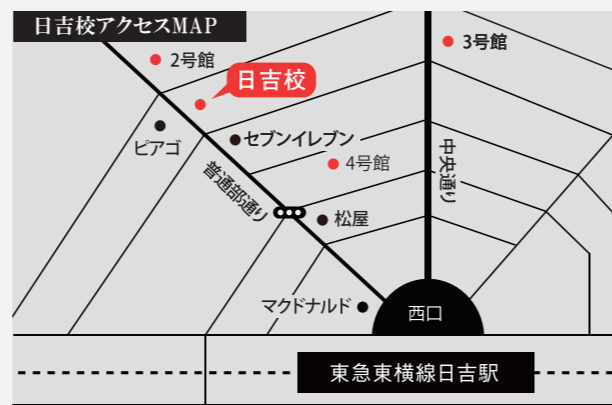 日吉校アクセスMAP
2号館
3号館
日吉校
ピアゴ
セブンイレブン
4号館
中央通り
普通部通り
松屋
マクドナルド
西口
東急東横線日吉駅